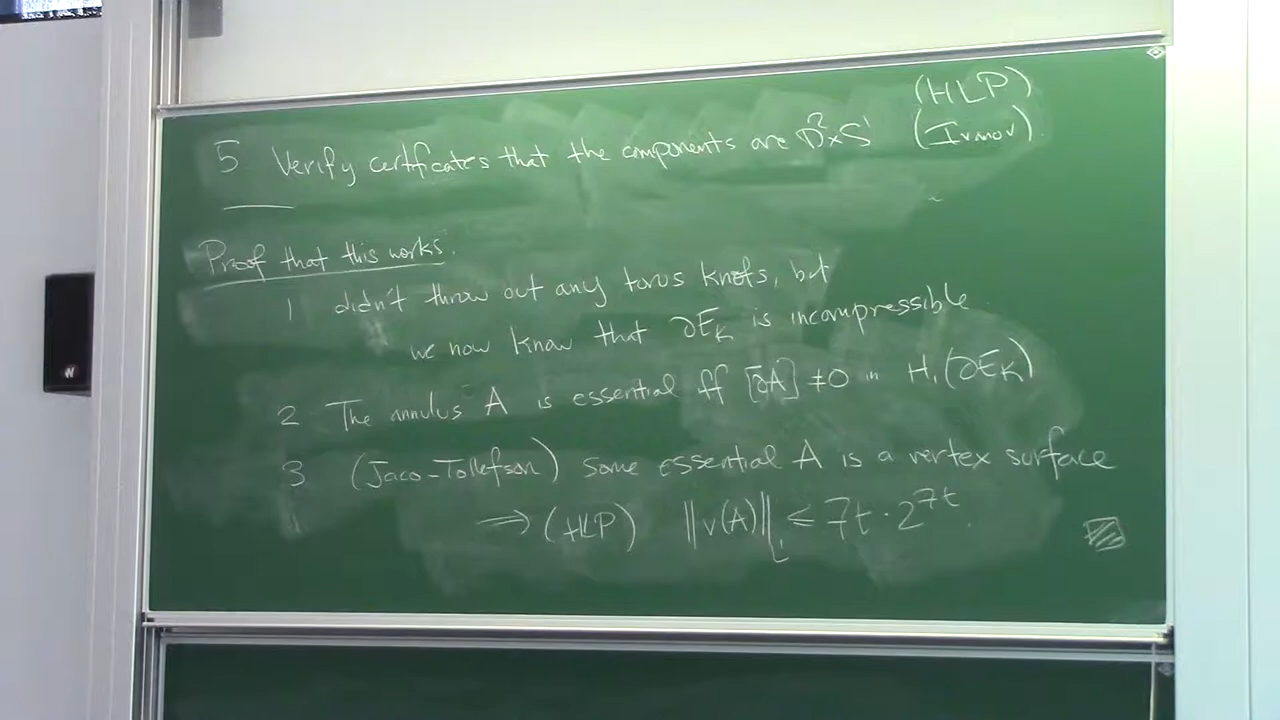 (HLP)
5 Verify certificates that the components are D²×S¹ (Ivanov).
Proof that this works.
1 didn't throw out any torus knots, but
we now know that ∂E_K is incompressible.
2 The annulus A is essential iff [∂A] ≠ 0 in H₁(∂E_K)
3 (Jaco-Tollefson) some essential A is a vertex surface
⟹ (HLP) ‖v(A)‖_L₁ ≤ 7t · 2^{7t}.